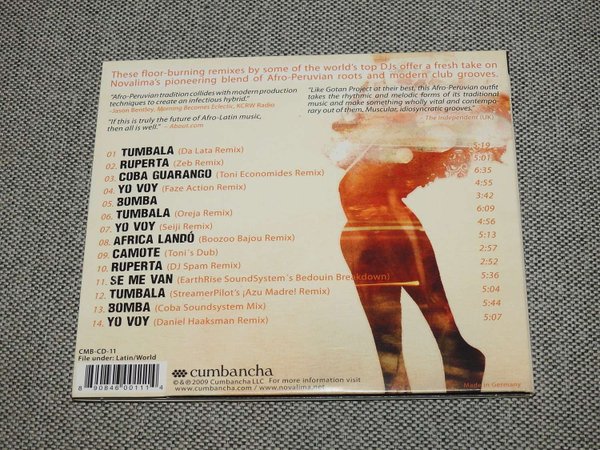 These floor-burning remixes by some of the world's top DJs offer a fresh take on
Novalima's pioneering blend of Afro-Peruvian roots and modern club grooves.
"Afro-Peruvian tradition collides with modern production
techniques to create an infectious hybrid."
-Jason Bentley, Morning Becomes Eclectic, KCRW Radio
"If this is truly the future of Afro-Latin music,
then all is well." - About.com
"Like Gotan Project at their best, this Afro-Peruvian outfit
takes the rhythmic and melodic forms of its traditional
music and make something wholly vital and contempo-
rary out of them. Muscular, idiosyncratic grooves."
- The Independent (UK)
01 TUMBALA (Da Lata Remix) 5:19
02. RUPERTA (Zeb Remix) 5:01
03. COBA GUARANGO (Toni Economides Remix) 6:35
04. YO VOY (Faze Action Remix) 4:55
05. BOMBA 3:42
06. TUMBALA (Oreja Remix) 6:09
07. YO VOY (Seiji Remix) 4:56
08. AFRICA LANDÓ (Boozoo Bajou Remix) 5:13
09. CAMOTE (Toni´s Dub) 2:57
10. RUPERTA (DJ Spam Remix) 2:52
11. SE ME VAN (EarthRise SoundSystem´s Bedouin Breakdown) 5:36
12. TUMBALA (StreamerPilot's ¡Azu Madre! Remix) 5:04
13. BOMBA (Coba Soundsystem Mix) 5:44
14. YO VOY (Daniel Haaksman Remix) 5:07
CMB-CD-11
File under: Latin/World
8 90846 00111 4
cumbancha
© & ℗ 2009 Cumbancha LLC For more information visit
www.cumbancha.com / www.novalima.net
Made in Germany